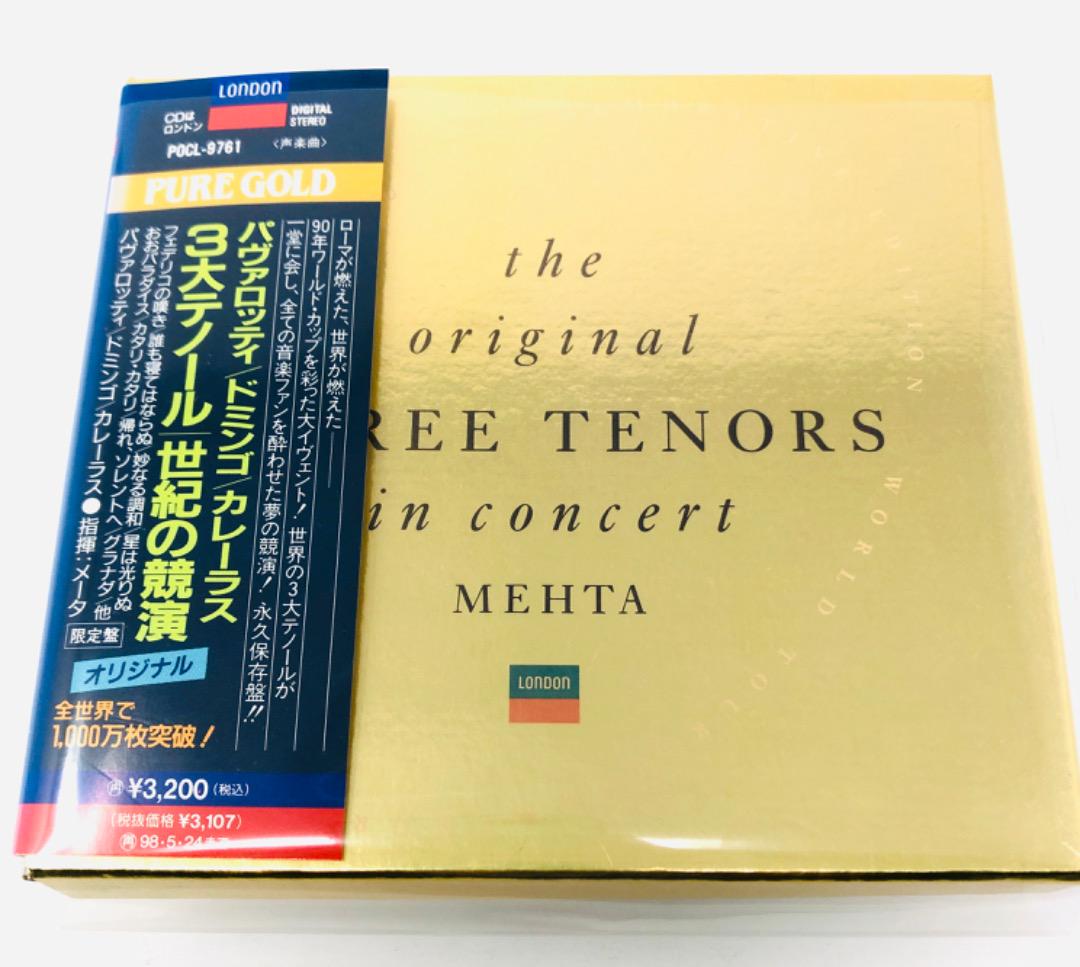 LONDON
CDは
ロンドン
DIGITAL
STEREO
POCL-9761
〈声楽曲〉
PURE GOLD
ローマが燃えた、世界が燃えた——
90年ワールド・カップを彩った大イヴェント! 世界の3大テノールが
一堂に会し、全ての音楽ファンを酔わせた夢の競演! 永久保存盤!!
パヴァロッティ/ドミンゴ/カレーラス
3大テノール 世紀の競演
フェデリコの嘆き/誰も寝てはならぬ/妙なる調和/星は光りぬ
おおパラダイス/カタリ・カタリ/帰れ、ソレントへ/グラナダ/他
パヴァロッティ/ドミンゴ/カレーラス●指揮:メータ
限定盤
オリジナル
全世界で
1,000万枚突破!
¥3,200(税込)
(税抜価格 ¥3,107)
98・5・24まで
the
original
REE TENORS
in concert
MEHTA
LONDON
WORLD TOUR